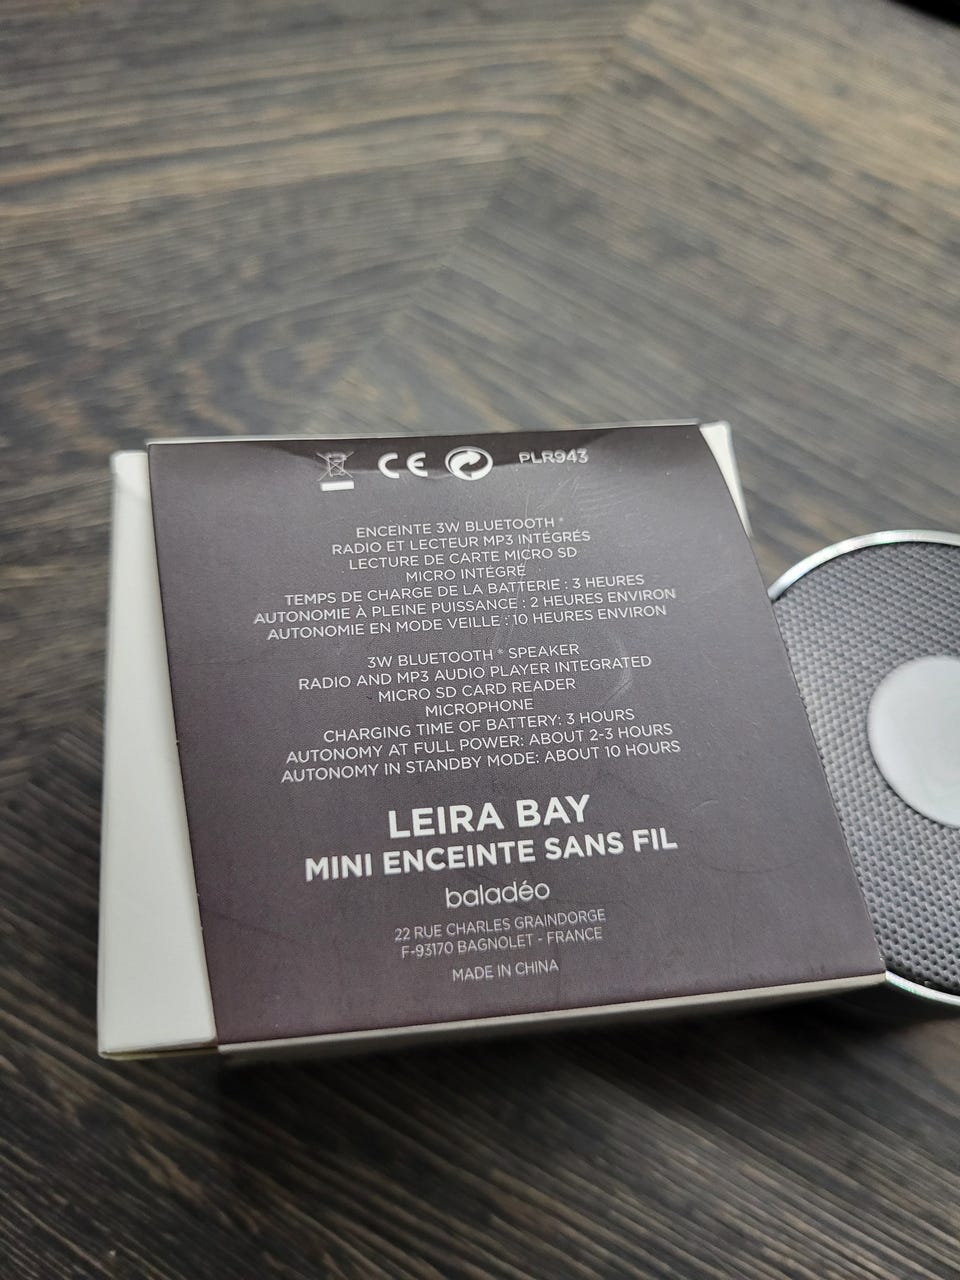 CE PLR943
ENCEINTE 3W BLUETOOTH®
RADIO ET LECTEUR MP3 INTÉGRÉS
LECTURE DE CARTE MICRO SD
MICRO INTÉGRÉ
TEMPS DE CHARGE DE LA BATTERIE : 3 HEURES
AUTONOMIE À PLEINE PUISSANCE : 2 HEURES ENVIRON
AUTONOMIE EN MODE VEILLE : 10 HEURES ENVIRON
3W BLUETOOTH® SPEAKER
RADIO AND MP3 AUDIO PLAYER INTEGRATED
MICRO SD CARD READER
MICROPHONE
CHARGING TIME OF BATTERY: 3 HOURS
AUTONOMY AT FULL POWER: ABOUT 2-3 HOURS
AUTONOMY IN STANDBY MODE: ABOUT 10 HOURS
LEIRA BAY
MINI ENCEINTE SANS FIL
baladéo
22 RUE CHARLES GRAINDORGE
F-93170 BAGNOLET - FRANCE
MADE IN CHINA